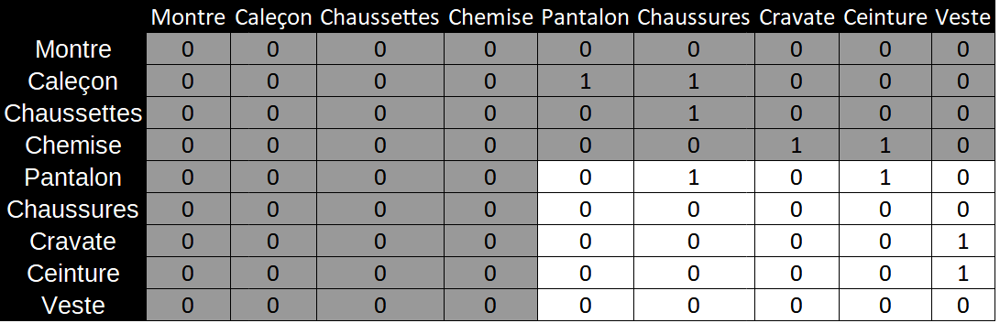 Montre Caleçon Chaussettes Chemise Pantalon Chaussures Cravate Ceinture Veste
Montre 0 0 0 0 0 0 0 0 0
Caleçon 0 0 0 0 1 1 0 0 0
Chaussettes 0 0 0 0 0 1 0 0 0
Chemise 0 0 0 0 0 0 1 1 0
Pantalon 0 0 0 0 0 1 0 1 0
Chaussures 0 0 0 0 0 0 0 0 0
Cravate 0 0 0 0 0 0 0 0 1
Ceinture 0 0 0 0 0 0 0 0 1
Veste 0 0 0 0 0 0 0 0 0